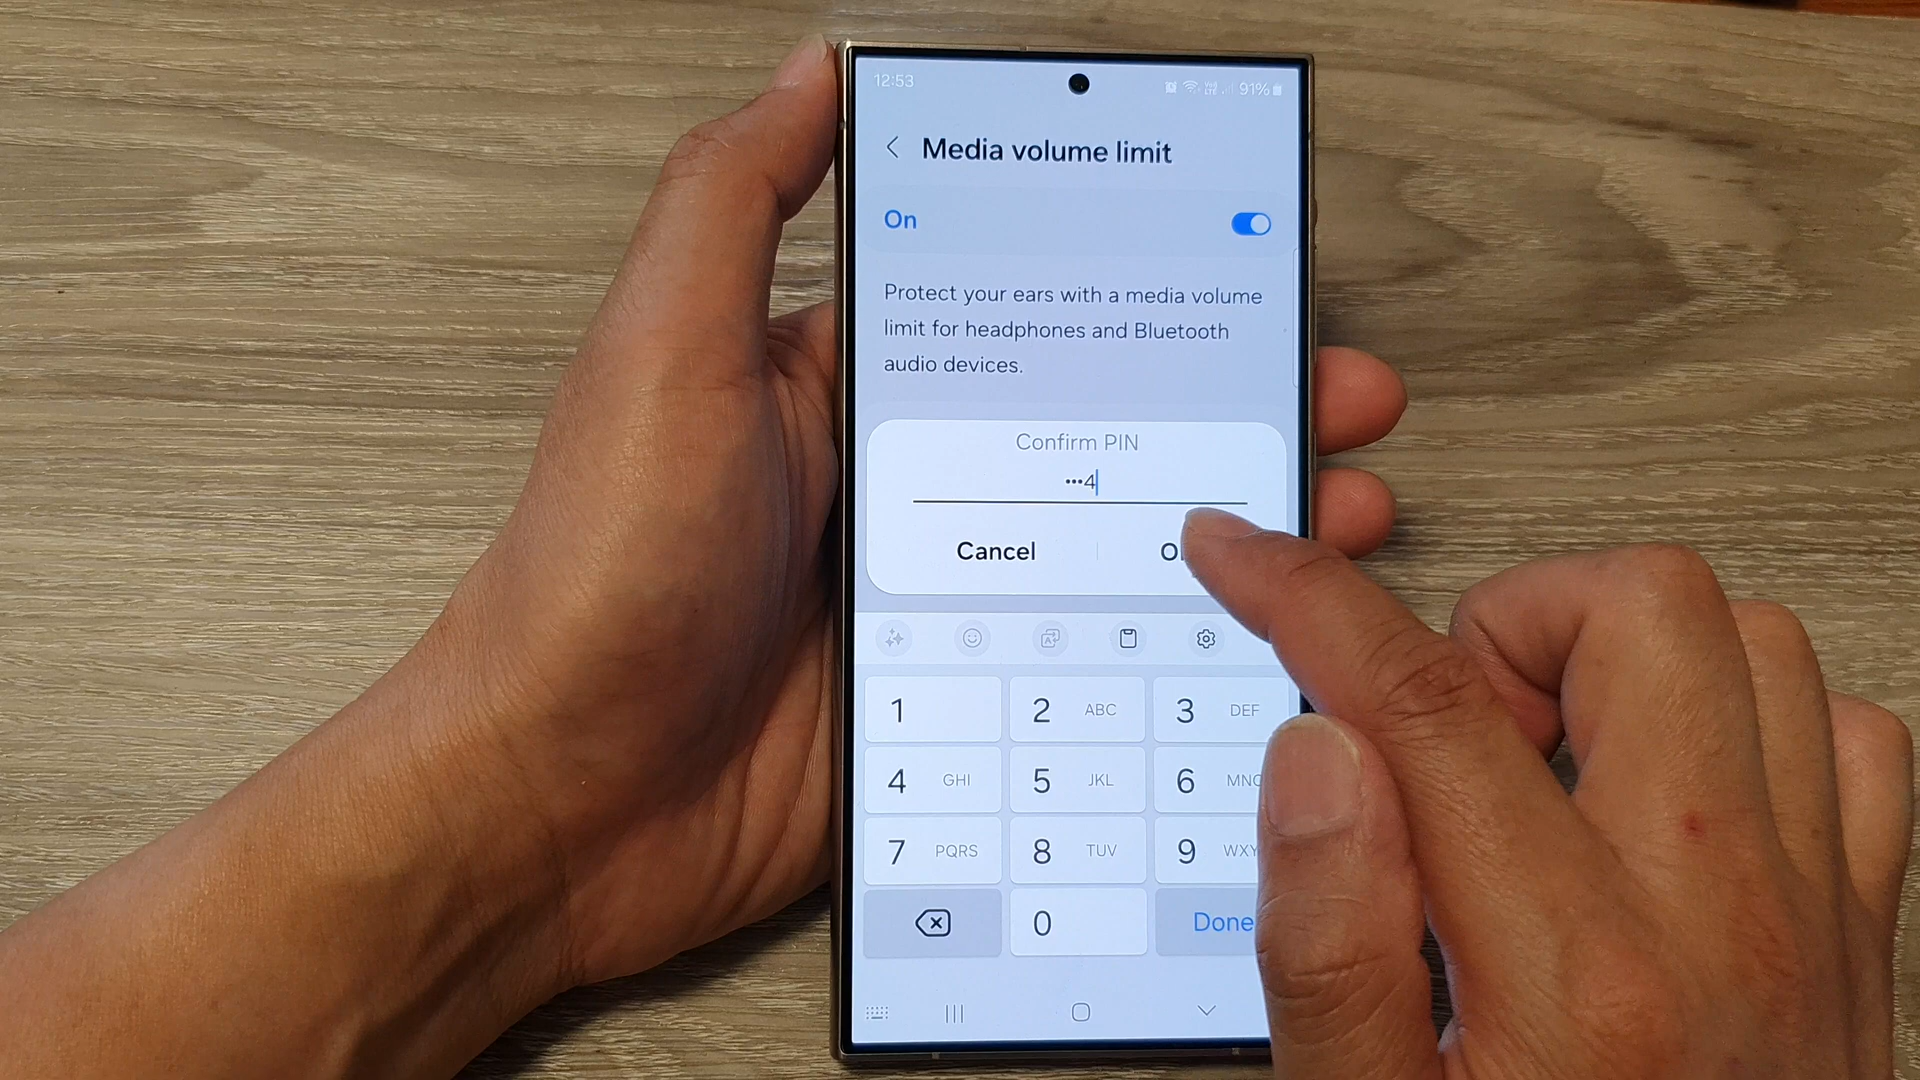 12:53
91%
Media volume limit
On
Protect your ears with a media volume
limit for headphones and Bluetooth
audio devices.
Confirm PIN
•••4
Cancel
1
2 ABC
3 DEF
4 GHI
5 JKL
6
7 PQRS
8 TUV
9
0
Done